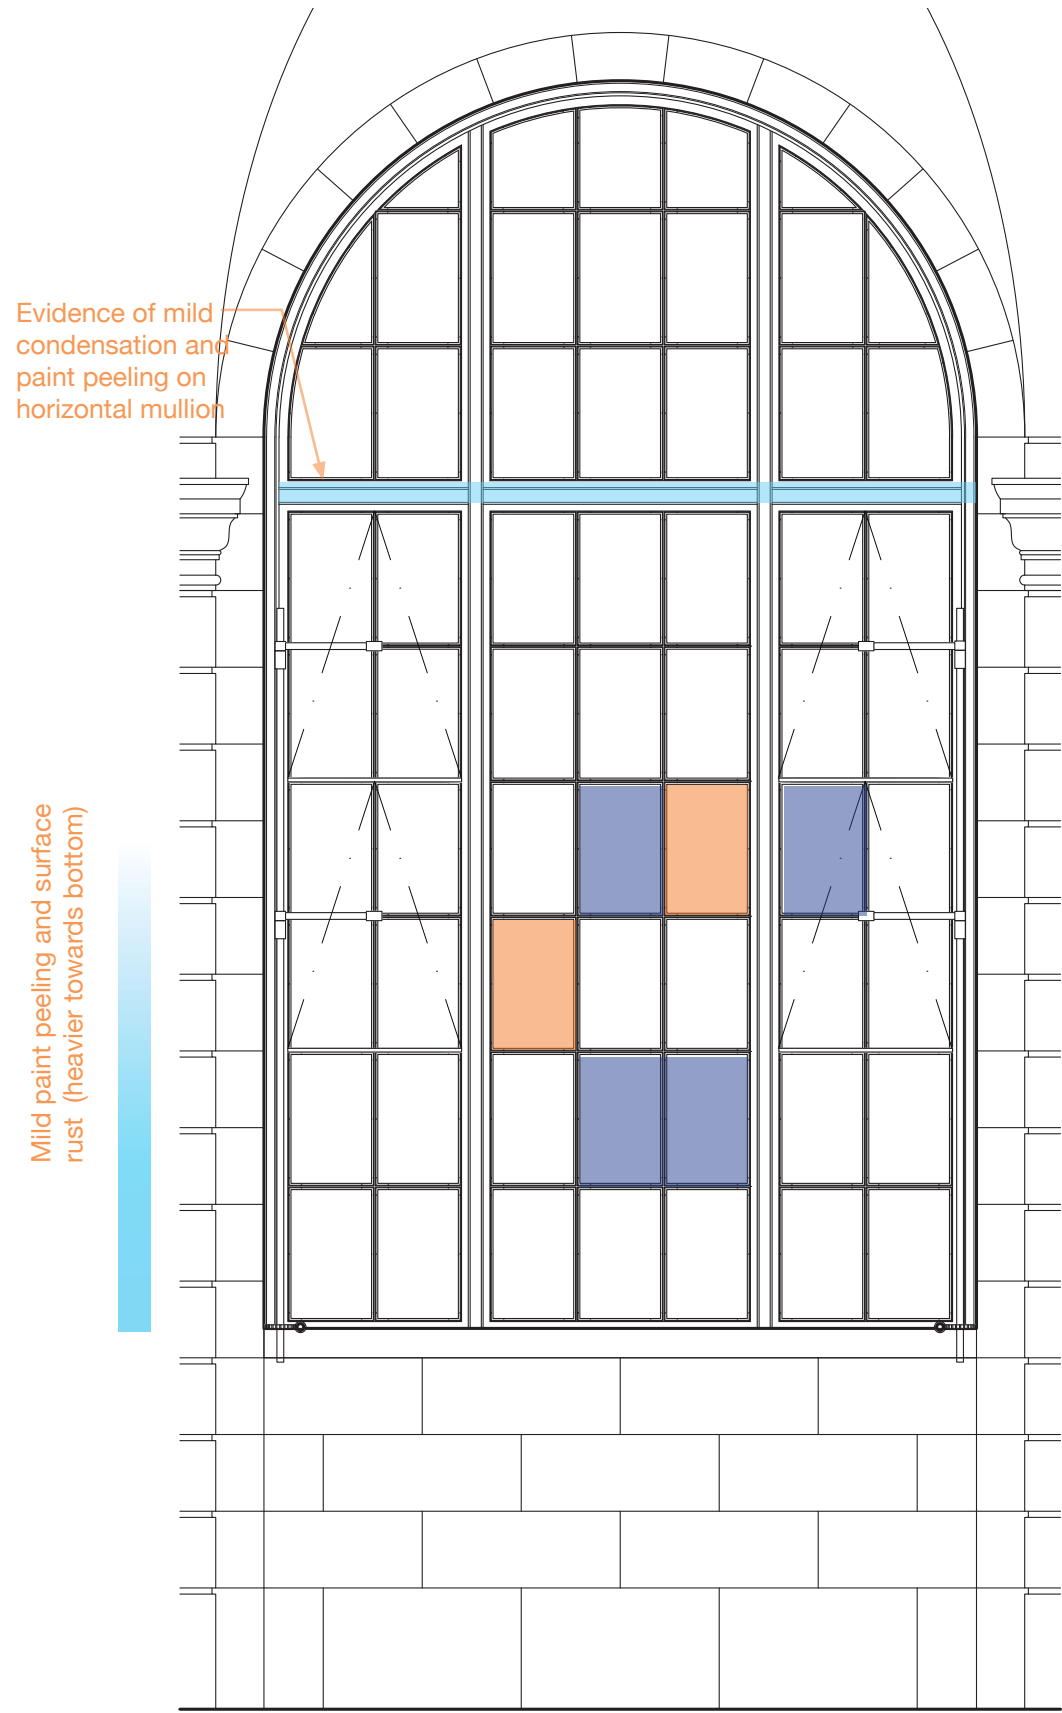 Evidence of mild
condensation and
paint peeling on
horizontal mullion
Mild paint peeling and surface
rust (heavier towards bottom)